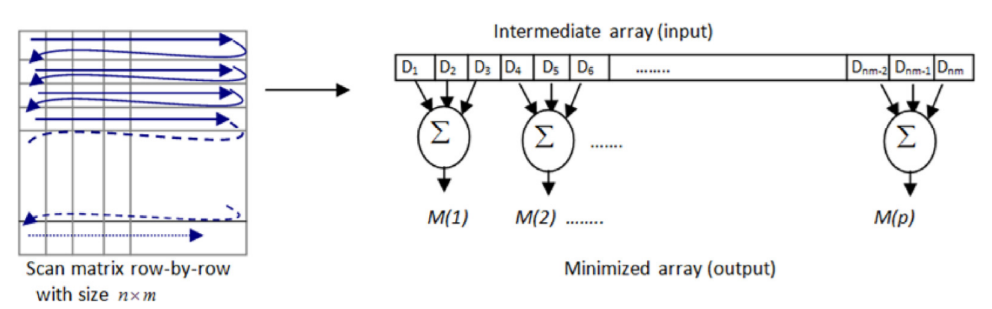 Intermediate array (input)
D₁ D₂ D₃ D₄ D₅ D₆ ........ Dₙₘ₋₂ Dₙₘ₋₁ Dₙₘ
Σ Σ ....... Σ
M(1) M(2) ........ M(p)
Scan matrix row-by-row
with size n×m
Minimized array (output)